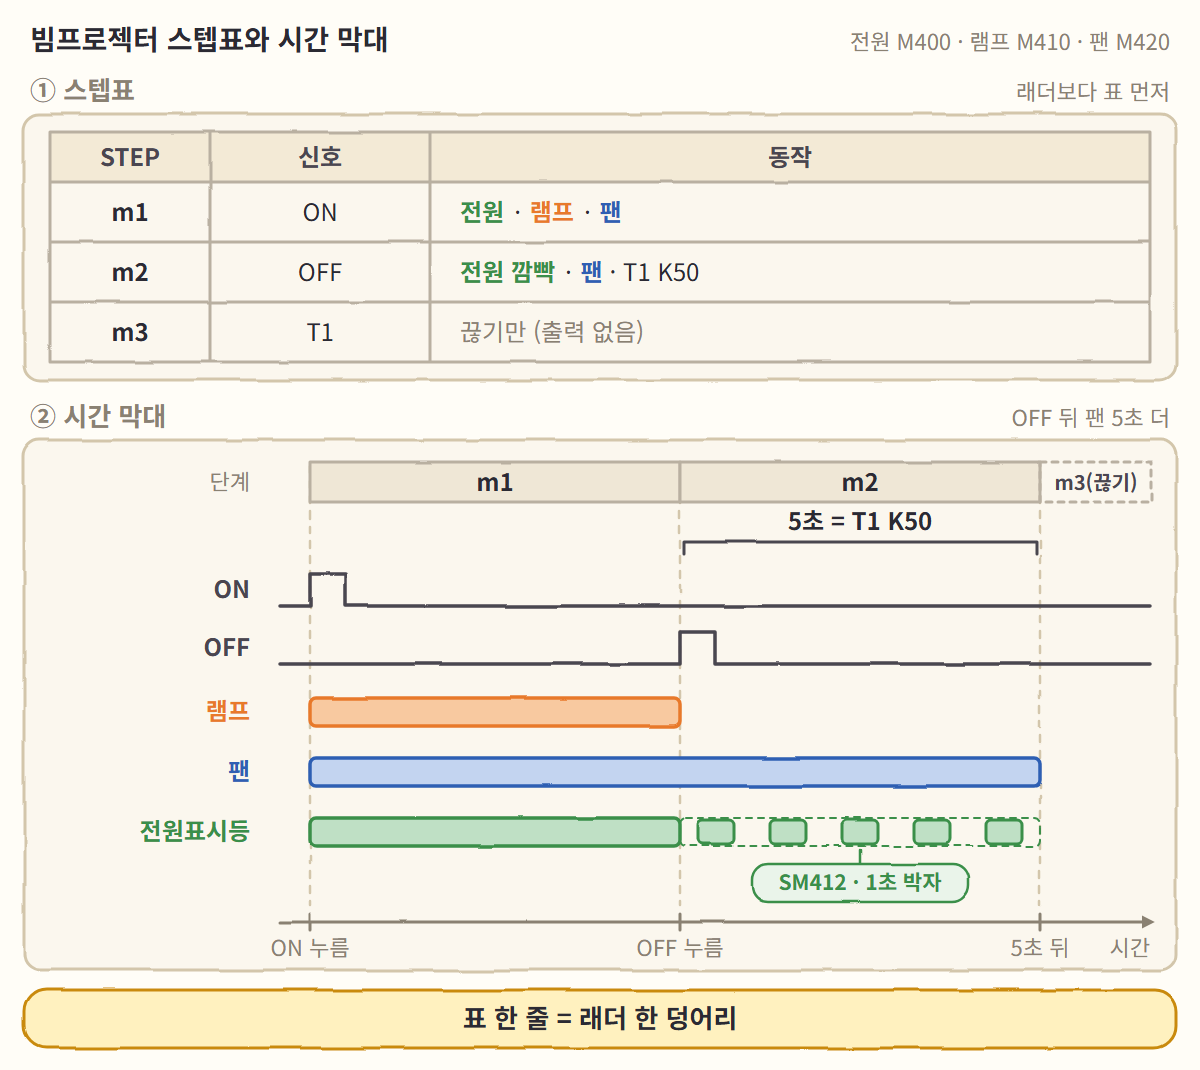 빔프로젝터 스텝표와 시간 막대
전원 M400 · 램프 M410 · 팬 M420
① 스텝표
래더보다 표 먼저
STEP 신호 동작
m1 ON 전원 · 램프 · 팬
m2 OFF 전원 깜빡 · 팬 · T1 K50
m3 T1 끊기만 (출력 없음)
② 시간 막대
OFF 뒤 팬 5초 더
단계 m1 m2 m3(끊기)
5초 = T1 K50
ON
OFF
램프
팬
전원표시등
SM412 · 1초 박자
ON 누름 OFF 누름 5초 뒤 시간
표 한 줄 = 래더 한 덩어리